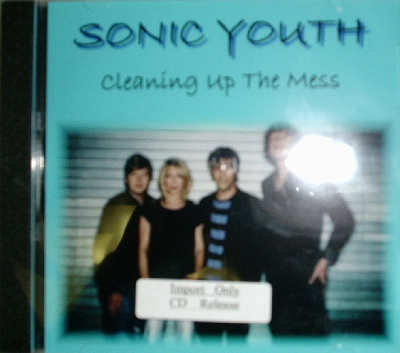 SONIC YOUTH
Cleaning Up The Mess
Import Only
CD Release